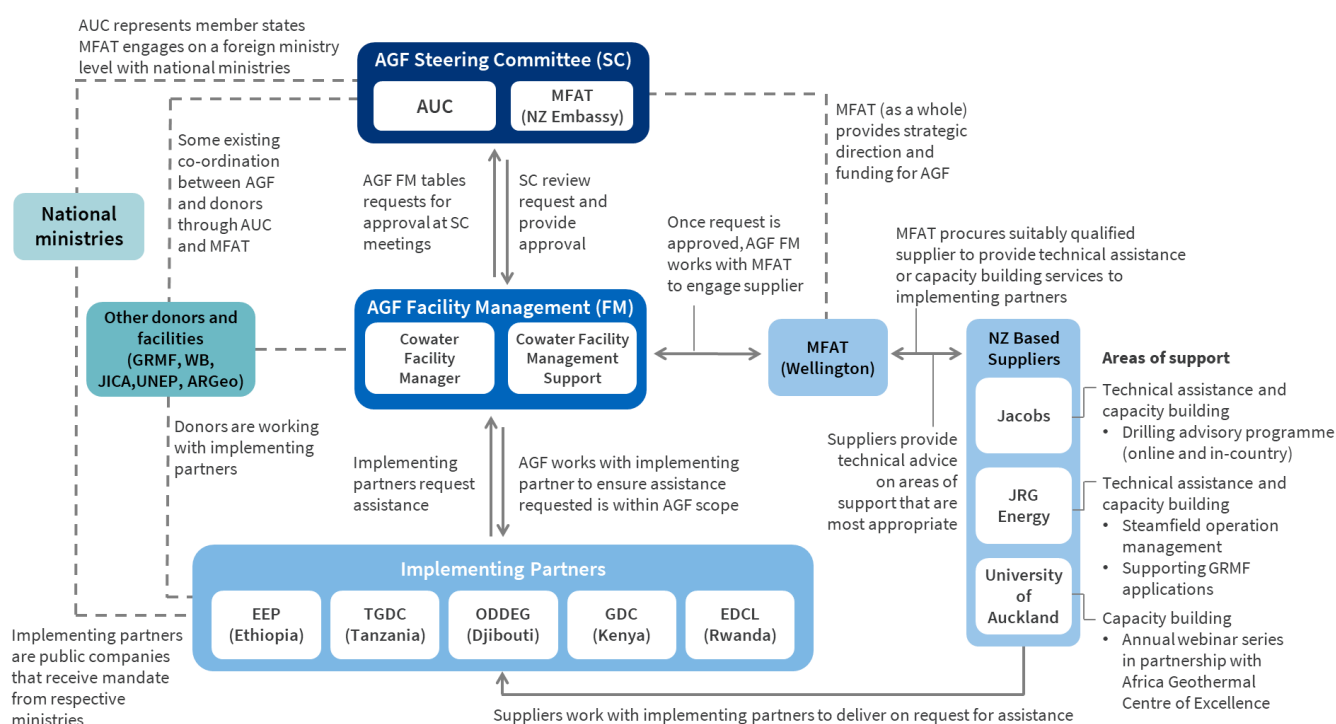 AUC represents member states
MFAT engages on a foreign ministry
level with national ministries
AGF Steering Committee (SC)
AUC
MFAT
(NZ Embassy)
MFAT (as a whole)
provides strategic
direction and
funding for AGF
Some existing
co-ordination
between AGF
and donors
through AUC
and MFAT
AGF FM tables
requests for
approval at SC
meetings
SC review
request and
provide
approval
National
ministries
Once request is
approved, AGF FM
works with MFAT
to engage supplier
MFAT procures suitably qualified
supplier to provide technical assistance
or capacity building services to
implementing partners
Other donors and
facilities
(GRMF, WB,
JICA,UNEP, ARGeo)
AGF Facility Management (FM)
Cowater
Facility
Manager
Cowater Facility
Management
Support
MFAT
(Wellington)
NZ Based
Suppliers
Jacobs
JRG
Energy
University
of
Auckland
Areas of support
Technical assistance and
capacity building
• Drilling advisory programme
(online and in-country)
Technical assistance and
capacity building
• Steamfield operation
management
• Supporting GRMF
applications
Capacity building
• Annual webinar series
in partnership with
Africa Geothermal
Centre of Excellence
Donors are working
with implementing
partners
Implementing
partners request
assistance
AGF works with implementing
partner to ensure assistance
requested is within AGF scope
Suppliers provide
technical advice
on areas of
support that are
most appropriate
Implementing Partners
EEP
(Ethiopia)
TGDC
(Tanzania)
ODDEG
(Djibouti)
GDC
(Kenya)
EDCL
(Rwanda)
Implementing partners
are public companies
that receive mandate
from respective
ministries
Suppliers work with implementing partners to deliver on request for assistance